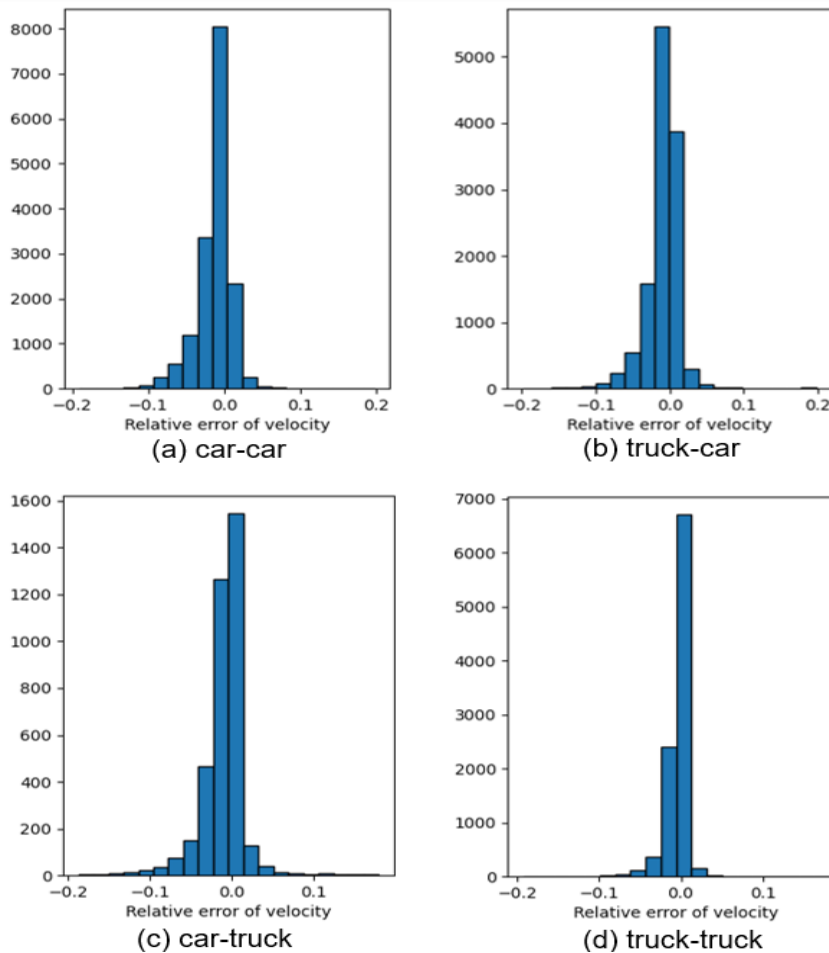 8000
7000
6000
5000
4000
3000
2000
1000
0
−0.2 −0.1 0.0 0.1 0.2
Relative error of velocity
(a) car-car
5000
4000
3000
2000
1000
0
−0.2 −0.1 0.0 0.1 0.2
Relative error of velocity
(b) truck-car
1600
1400
1200
1000
800
600
400
200
0
−0.2 −0.1 0.0 0.1
Relative error of velocity
(c) car-truck
7000
6000
5000
4000
3000
2000
1000
0
−0.2 −0.1 0.0 0.1
Relative error of velocity
(d) truck-truck